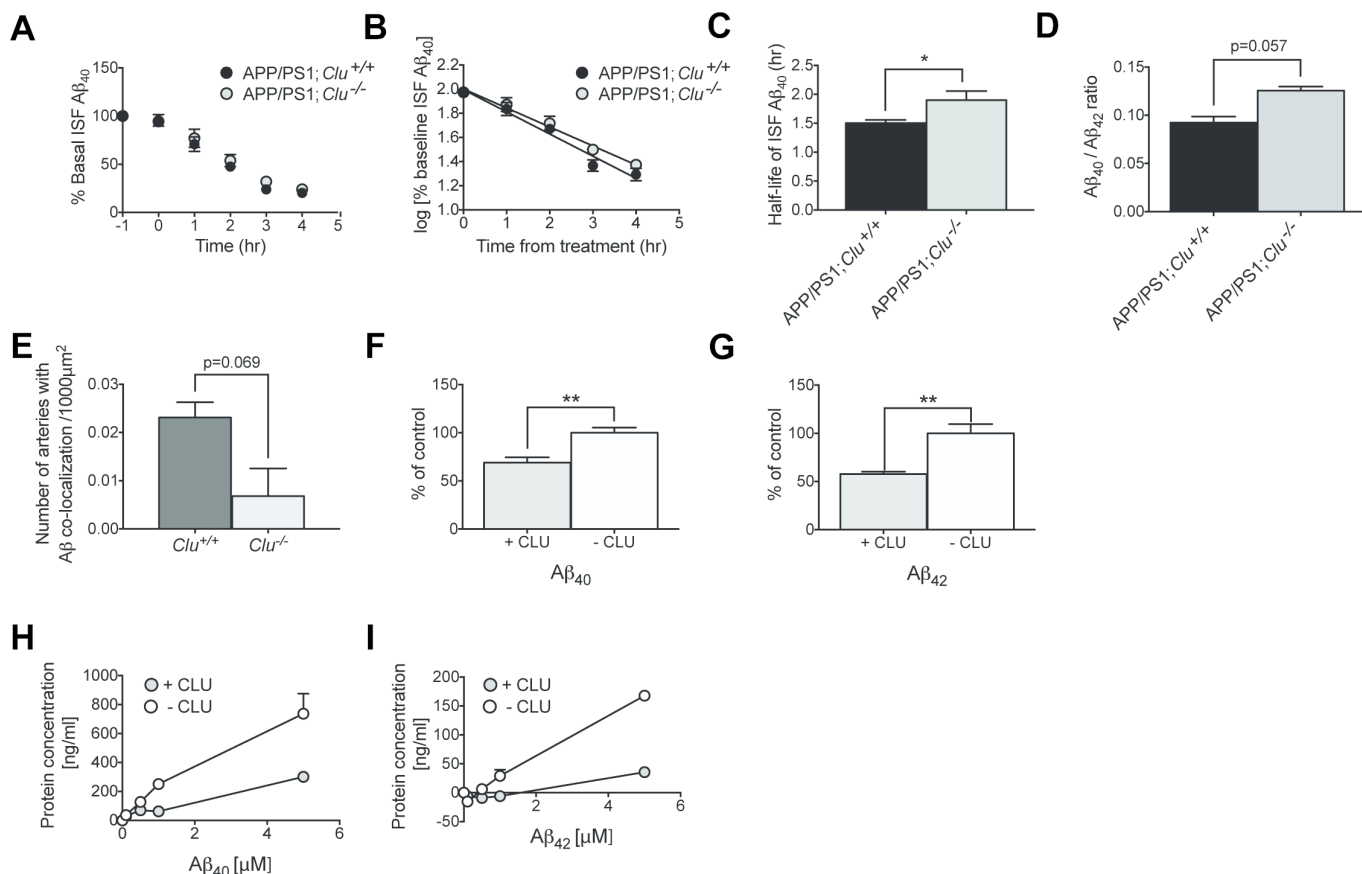 A
% Basal ISF Aβ40
150
100
50
0
-1
0
1
2
3
4
5
Time (hr)
APP/PS1; Clu+/+
APP/PS1; Clu-/-
B
log [% baseline ISF Aβ40]
2.2
2.0
1.8
1.6
1.4
1.2
1.0
0
1
2
3
4
5
Time from treatment (hr)
APP/PS1; Clu+/+
APP/PS1; Clu-/-
C
Half-life of ISF Aβ40 (hr)
2.5
2.0
1.5
1.0
0.5
0.0
*
APP/PS1; Clu+/+
APP/PS1; Clu-/-
D
Aβ40 / Aβ42 ratio
0.15
0.10
0.05
0.00
p=0.057
APP/PS1; Clu+/+
APP/PS1; Clu-/-
E
Number of arteries with
Aβ co-localization /1000µm2
0.03
0.02
0.01
0.00
p=0.069
Clu+/+
Clu-/-
F
% of control
150
100
50
0
**
+ CLU
- CLU
Aβ40
G
% of control
150
100
50
0
**
+ CLU
- CLU
Aβ42
H
Protein concentration
[ng/ml]
1000
800
600
400
200
0
0
2
4
6
+ CLU
- CLU
Aβ40 [µM]
I
Protein concentration
[ng/ml]
200
150
100
50
0
-50
2
4
6
+ CLU
- CLU
Aβ42 [µM]